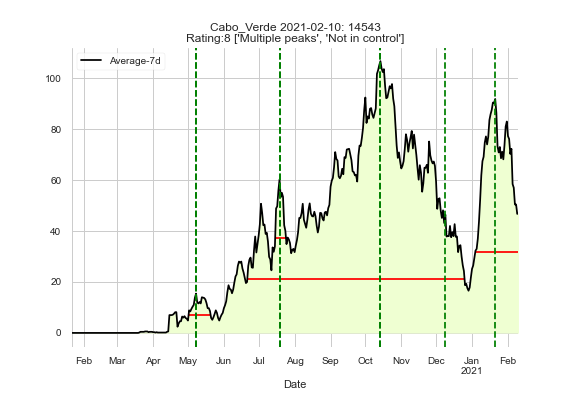 Cabo_Verde 2021-02-10: 14543
Rating:8 ['Multiple peaks', 'Not in control']
Average-7d
100
80
60
40
20
0
Feb Mar Apr May Jun Jul Aug Sep Oct Nov Dec Jan Feb
2021
Date